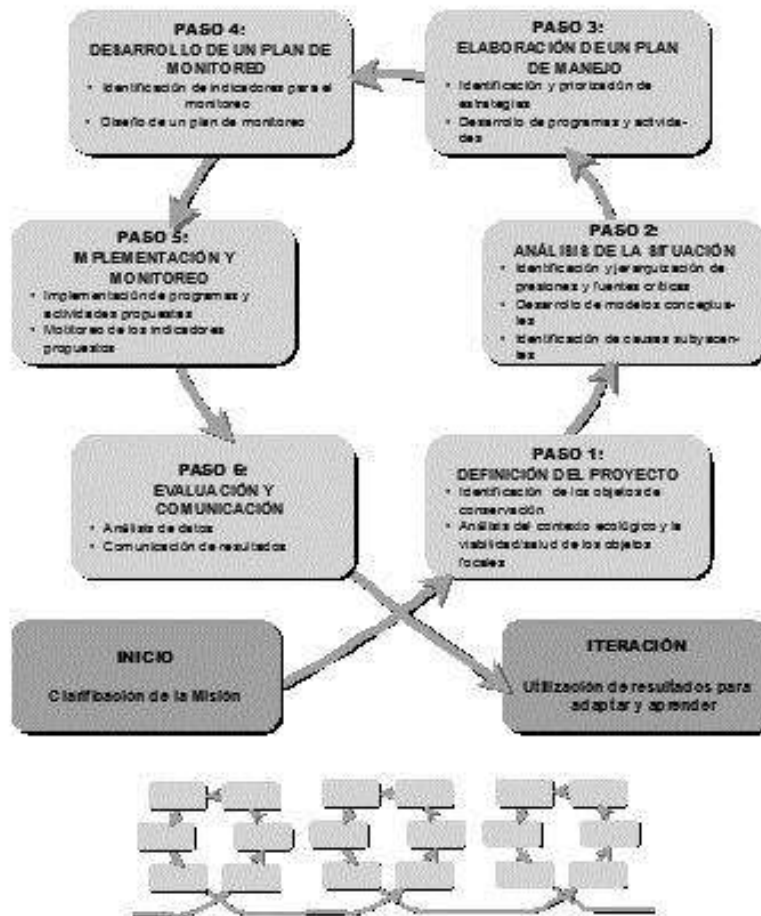 PASO 4:
DESARROLLO DE UN PLAN DE
MONITOREO
• Identificación de indicadores para el
monitoreo
• Diseño de un plan de monitoreo
PASO 3:
ELABORACIÓN DE UN PLAN
DE MANEJO
• Identificación y priorización de
estrategias
• Desarrollo de programas y activida-
des
PASO 5:
IMPLEMENTACIÓN Y
MONITOREO
• Implementación de programas y
actividades propuestas
• Monitoreo de los indicadores
propuestos
PASO 2:
ANÁLISIS DE LA SITUACIÓN
• Identificación y jerarquización de
presiones y fuentes críticas
• Desarrollo de modelos conceptua-
les
• Identificación de causas subyacen-
tes
PASO 6:
EVALUACIÓN Y
COMUNICACIÓN
• Análisis de datos
• Comunicación de resultados
PASO 1:
DEFINICIÓN DEL PROYECTO
• Identificación de los objetos de
conservación
• Análisis del contexto ecológico y la
viabilidad/salud de los objetos
focales
INICIO
Clarificación de la Misión
ITERACIÓN
Utilización de resultados para
adaptar y aprender